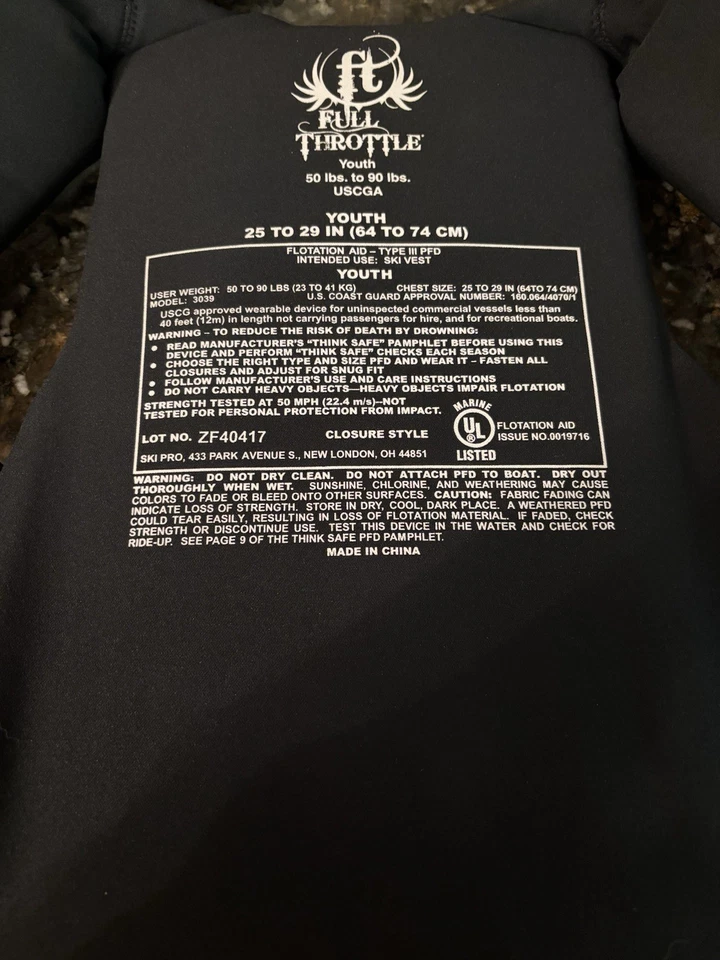 ft
FULL
THROTTLE
Youth
50 lbs. to 90 lbs.
USCGA
YOUTH
25 TO 29 IN (64 TO 74 CM)
FLOTATION AID – TYPE III PFD
INTENDED USE: SKI VEST
YOUTH
USER WEIGHT: 50 TO 90 LBS (23 TO 41 KG) CHEST SIZE: 25 TO 29 IN (64TO 74 CM)
MODEL: 3039 U.S. COAST GUARD APPROVAL NUMBER: 160.064/4070/1
USCG approved wearable device for uninspected commercial vessels less than
40 feet (12m) in length not carrying passengers for hire, and for recreational boats.
WARNING – TO REDUCE THE RISK OF DEATH BY DROWNING:
• READ MANUFACTURER'S "THINK SAFE" PAMPHLET BEFORE USING THIS
DEVICE AND PERFORM "THINK SAFE" CHECKS EACH SEASON
• CHOOSE THE RIGHT TYPE AND SIZE PFD AND WEAR IT – FASTEN ALL
CLOSURES AND ADJUST FOR SNUG FIT
• FOLLOW MANUFACTURER'S USE AND CARE INSTRUCTIONS
• DO NOT CARRY HEAVY OBJECTS—HEAVY OBJECTS IMPAIR FLOTATION
STRENGTH TESTED AT 50 MPH (22.4 m/s)--NOT
TESTED FOR PERSONAL PROTECTION FROM IMPACT.
MARINE
UL ®
LISTED
FLOTATION AID
ISSUE NO.0019716
LOT NO. ZF40417 CLOSURE STYLE
SKI PRO, 433 PARK AVENUE S., NEW LONDON, OH 44851
WARNING: DO NOT DRY CLEAN. DO NOT ATTACH PFD TO BOAT. DRY OUT
THOROUGHLY WHEN WET. SUNSHINE, CHLORINE, AND WEATHERING MAY CAUSE
COLORS TO FADE OR BLEED ONTO OTHER SURFACES. CAUTION: FABRIC FADING CAN
INDICATE LOSS OF STRENGTH. STORE IN DRY, COOL, DARK PLACE. A WEATHERED PFD
COULD TEAR EASILY, RESULTING IN LOSS OF FLOTATION MATERIAL. IF FADED, CHECK
STRENGTH OR DISCONTINUE USE. TEST THIS DEVICE IN THE WATER AND CHECK FOR
RIDE-UP. SEE PAGE 9 OF THE THINK SAFE PFD PAMPHLET.
MADE IN CHINA